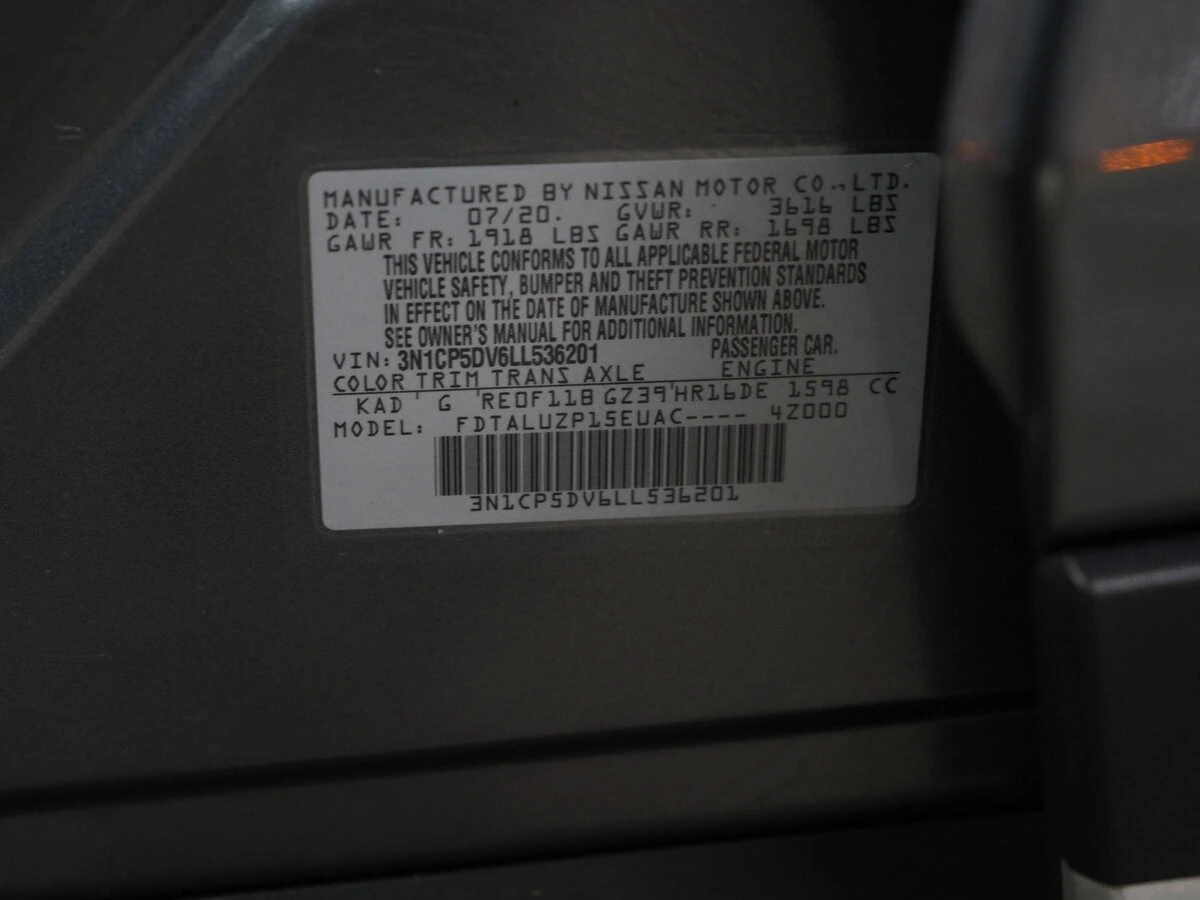 MANUFACTURED BY NISSAN MOTOR CO.,LTD.
DATE: 07/20. GVWR: 3616 LBS
GAWR FR: 1918 LBS GAWR RR: 1698 LBS
THIS VEHICLE CONFORMS TO ALL APPLICABLE FEDERAL MOTOR
VEHICLE SAFETY, BUMPER AND THEFT PREVENTION STANDARDS
IN EFFECT ON THE DATE OF MANUFACTURE SHOWN ABOVE.
SEE OWNER'S MANUAL FOR ADDITIONAL INFORMATION.
VIN: 3N1CP5DV6LL536201 PASSENGER CAR.
COLOR TRIM TRANS AXLE ENGINE
KAD ' G 'RE0F11B GZ39'HR16DE 1598 CC
MODEL: FDTALUZP15EUAC---- 4Z000
3N1CP5DV6LL536201